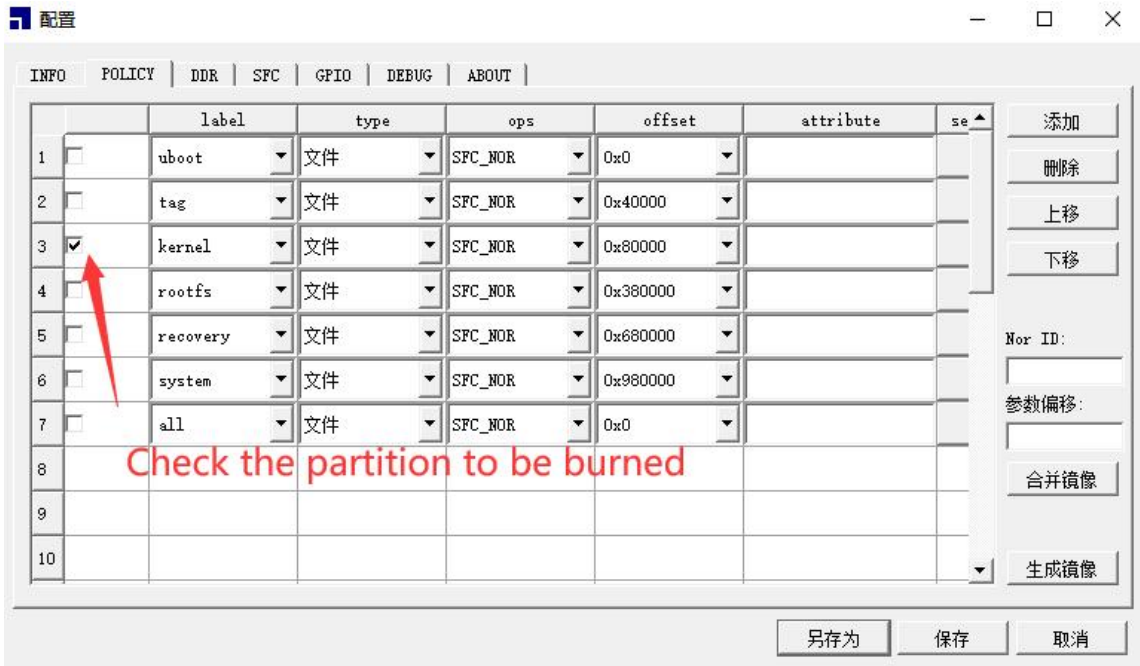 配置
INFO POLICY DDR SFC GPIO DEBUG ABOUT
label type ops offset attribute se
1 uboot 文件 SFC_NOR 0x0
2 tag 文件 SFC_NOR 0x40000
3 kernel 文件 SFC_NOR 0x80000
4 rootfs 文件 SFC_NOR 0x380000
5 recovery 文件 SFC_NOR 0x680000
6 system 文件 SFC_NOR 0x980000
7 all 文件 SFC_NOR 0x0
8
9
10
Check the partition to be burned
添加
删除
上移
下移
Nor ID:
参数偏移:
合并镜像
生成镜像
另存为 保存 取消